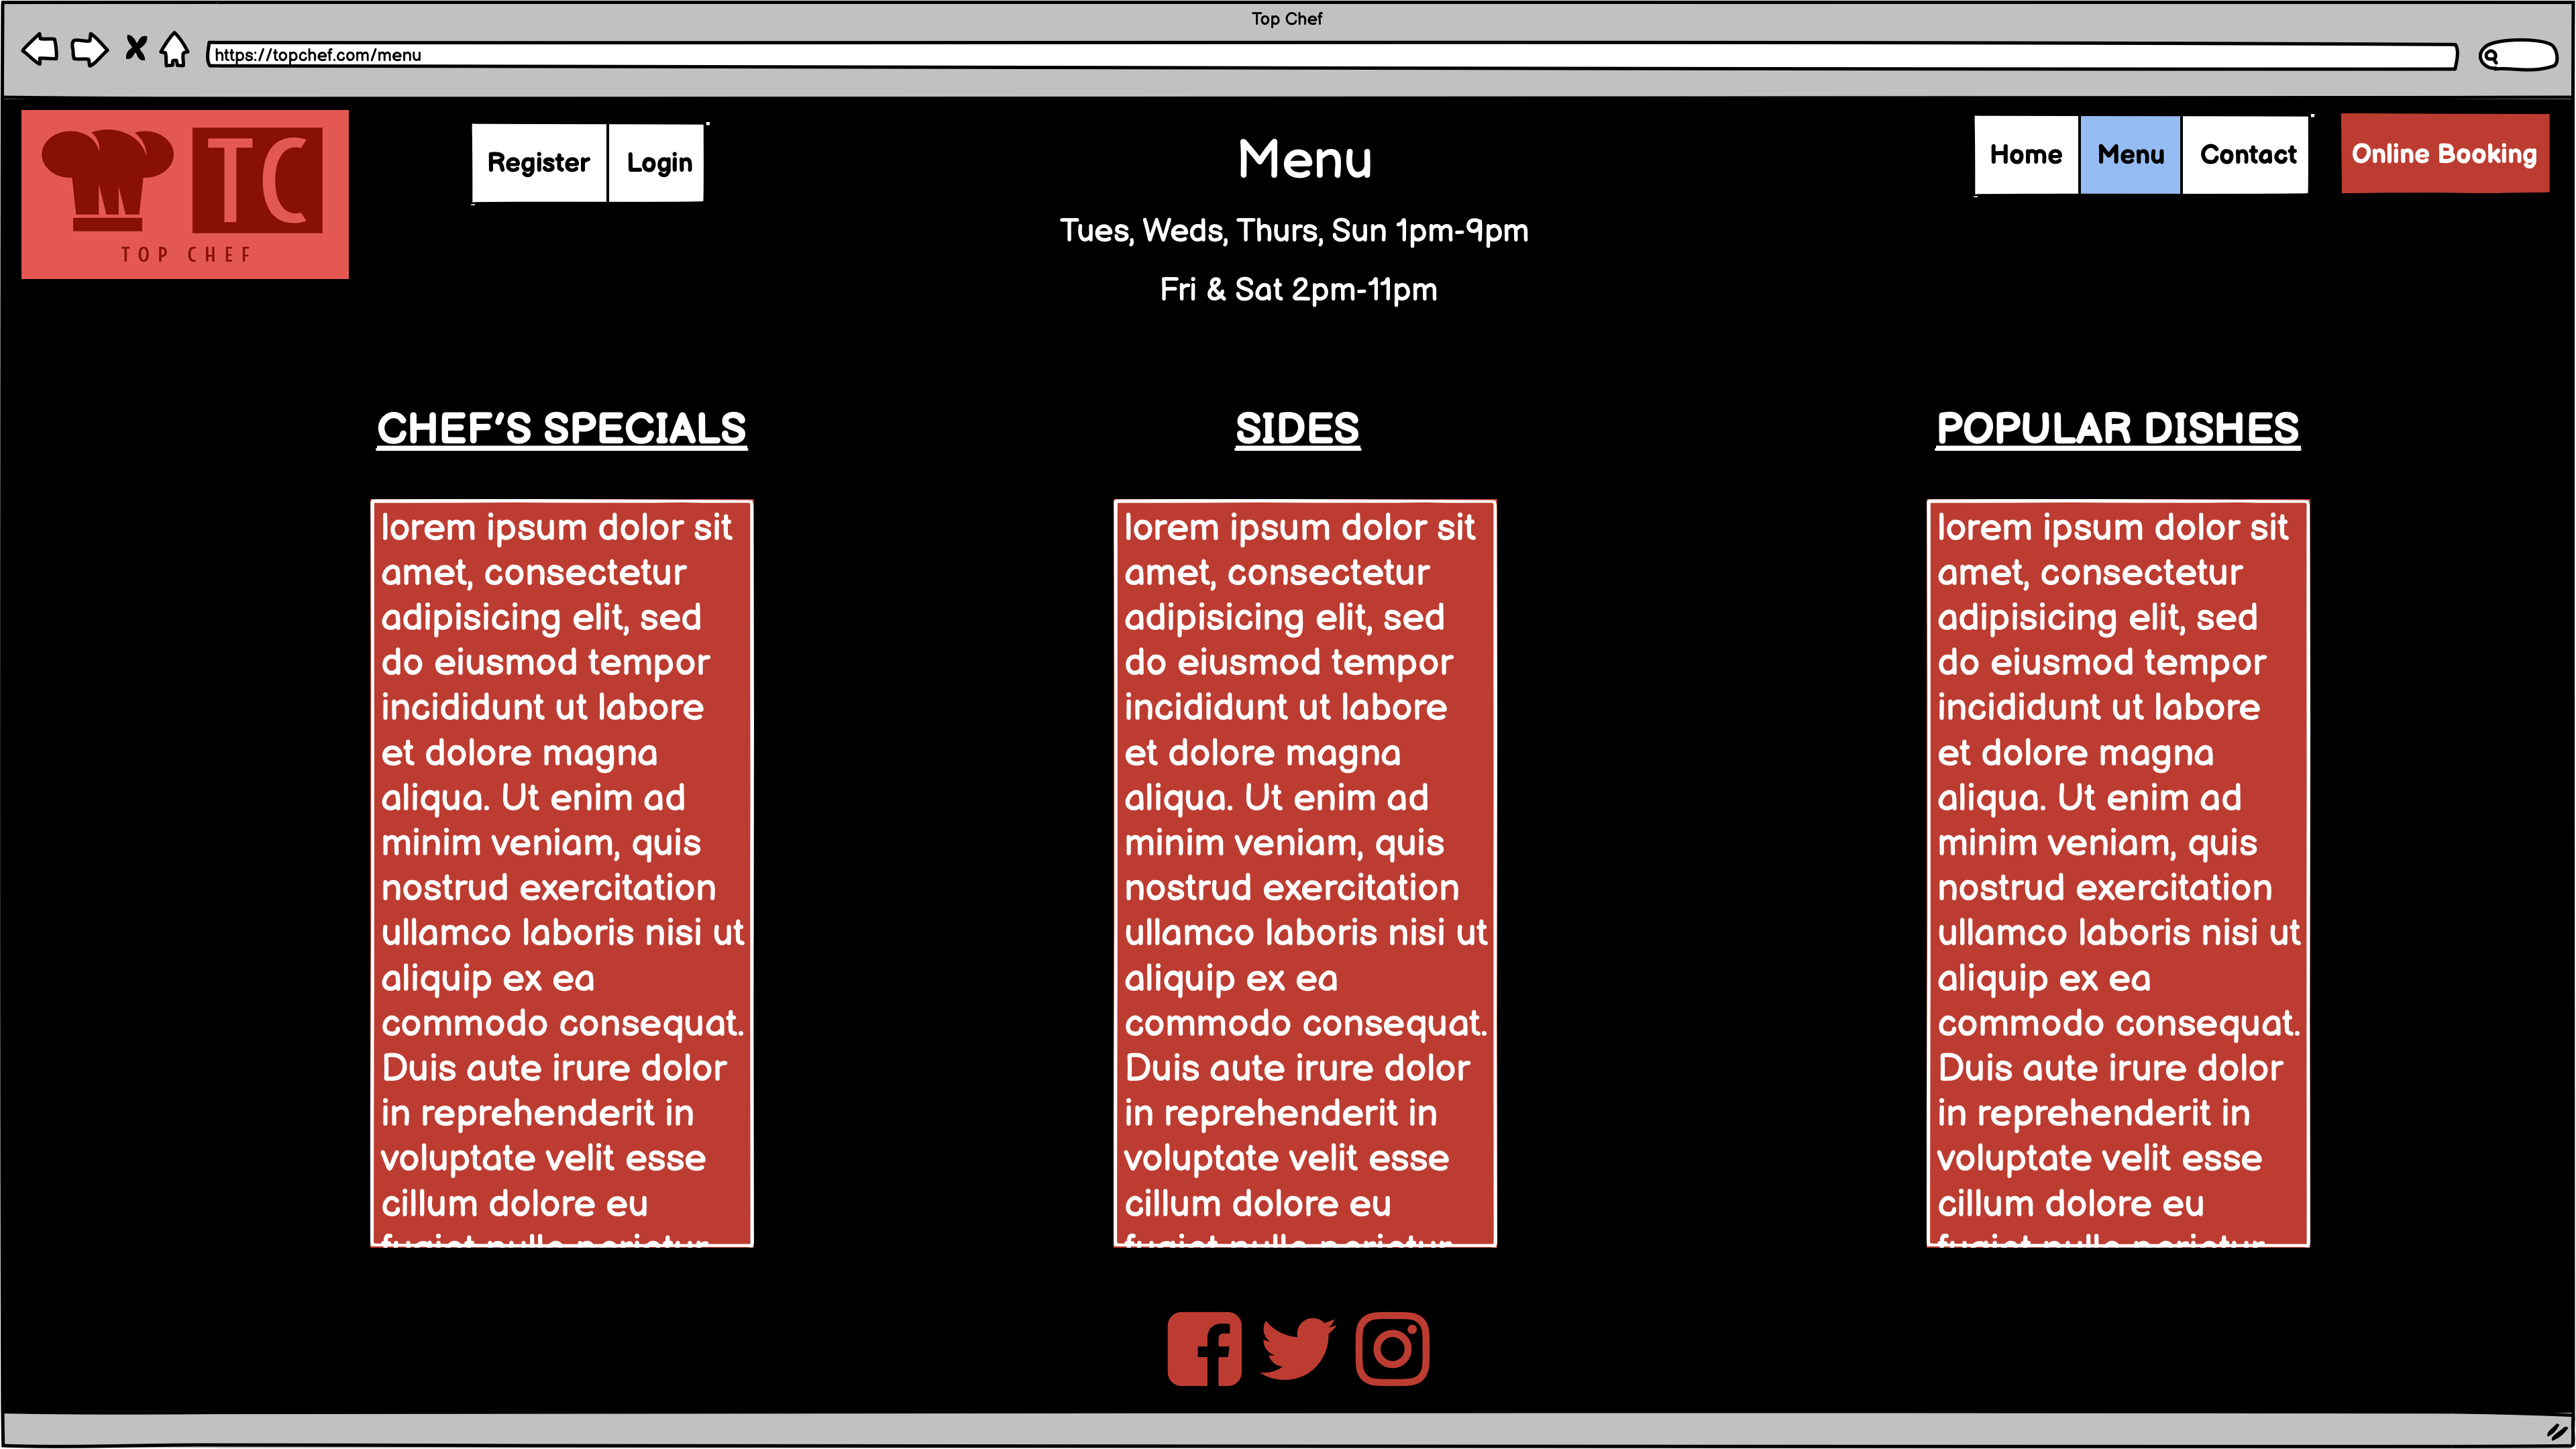 Top Chef
https://topchef.com/menu
TC
TOP CHEF
Register Login
Menu
Home Menu Contact Online Booking
Tues, Weds, Thurs, Sun 1pm-9pm
Fri & Sat 2pm-11pm
CHEF'S SPECIALS
lorem ipsum dolor sit
amet, consectetur
adipisicing elit, sed
do eiusmod tempor
incididunt ut labore
et dolore magna
aliqua. Ut enim ad
minim veniam, quis
nostrud exercitation
ullamco laboris nisi ut
aliquip ex ea
commodo consequat.
Duis aute irure dolor
in reprehenderit in
voluptate velit esse
cillum dolore eu
SIDES
lorem ipsum dolor sit
amet, consectetur
adipisicing elit, sed
do eiusmod tempor
incididunt ut labore
et dolore magna
aliqua. Ut enim ad
minim veniam, quis
nostrud exercitation
ullamco laboris nisi ut
aliquip ex ea
commodo consequat.
Duis aute irure dolor
in reprehenderit in
voluptate velit esse
cillum dolore eu
POPULAR DISHES
lorem ipsum dolor sit
amet, consectetur
adipisicing elit, sed
do eiusmod tempor
incididunt ut labore
et dolore magna
aliqua. Ut enim ad
minim veniam, quis
nostrud exercitation
ullamco laboris nisi ut
aliquip ex ea
commodo consequat.
Duis aute irure dolor
in reprehenderit in
voluptate velit esse
cillum dolore eu